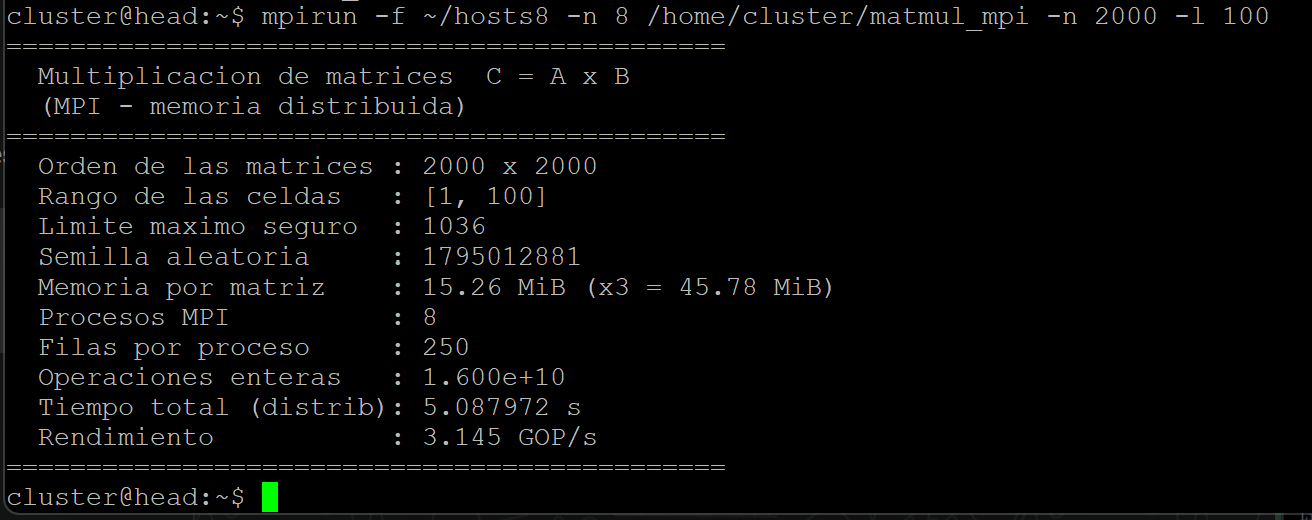 cluster@head:~$ mpirun -f ~/hosts8 -n 8 /home/cluster/matmul_mpi -n 2000 -l 100
=============================================
  Multiplicacion de matrices  C = A x B
  (MPI - memoria distribuida)
=============================================
  Orden de las matrices : 2000 x 2000
  Rango de las celdas   : [1, 100]
  Limite maximo seguro  : 1036
  Semilla aleatoria     : 1795012881
  Memoria por matriz    : 15.26 MiB (x3 = 45.78 MiB)
  Procesos MPI          : 8
  Filas por proceso     : 250
  Operaciones enteras   : 1.600e+10
  Tiempo total (distrib): 5.087972 s
  Rendimiento           : 3.145 GOP/s
=============================================
cluster@head:~$